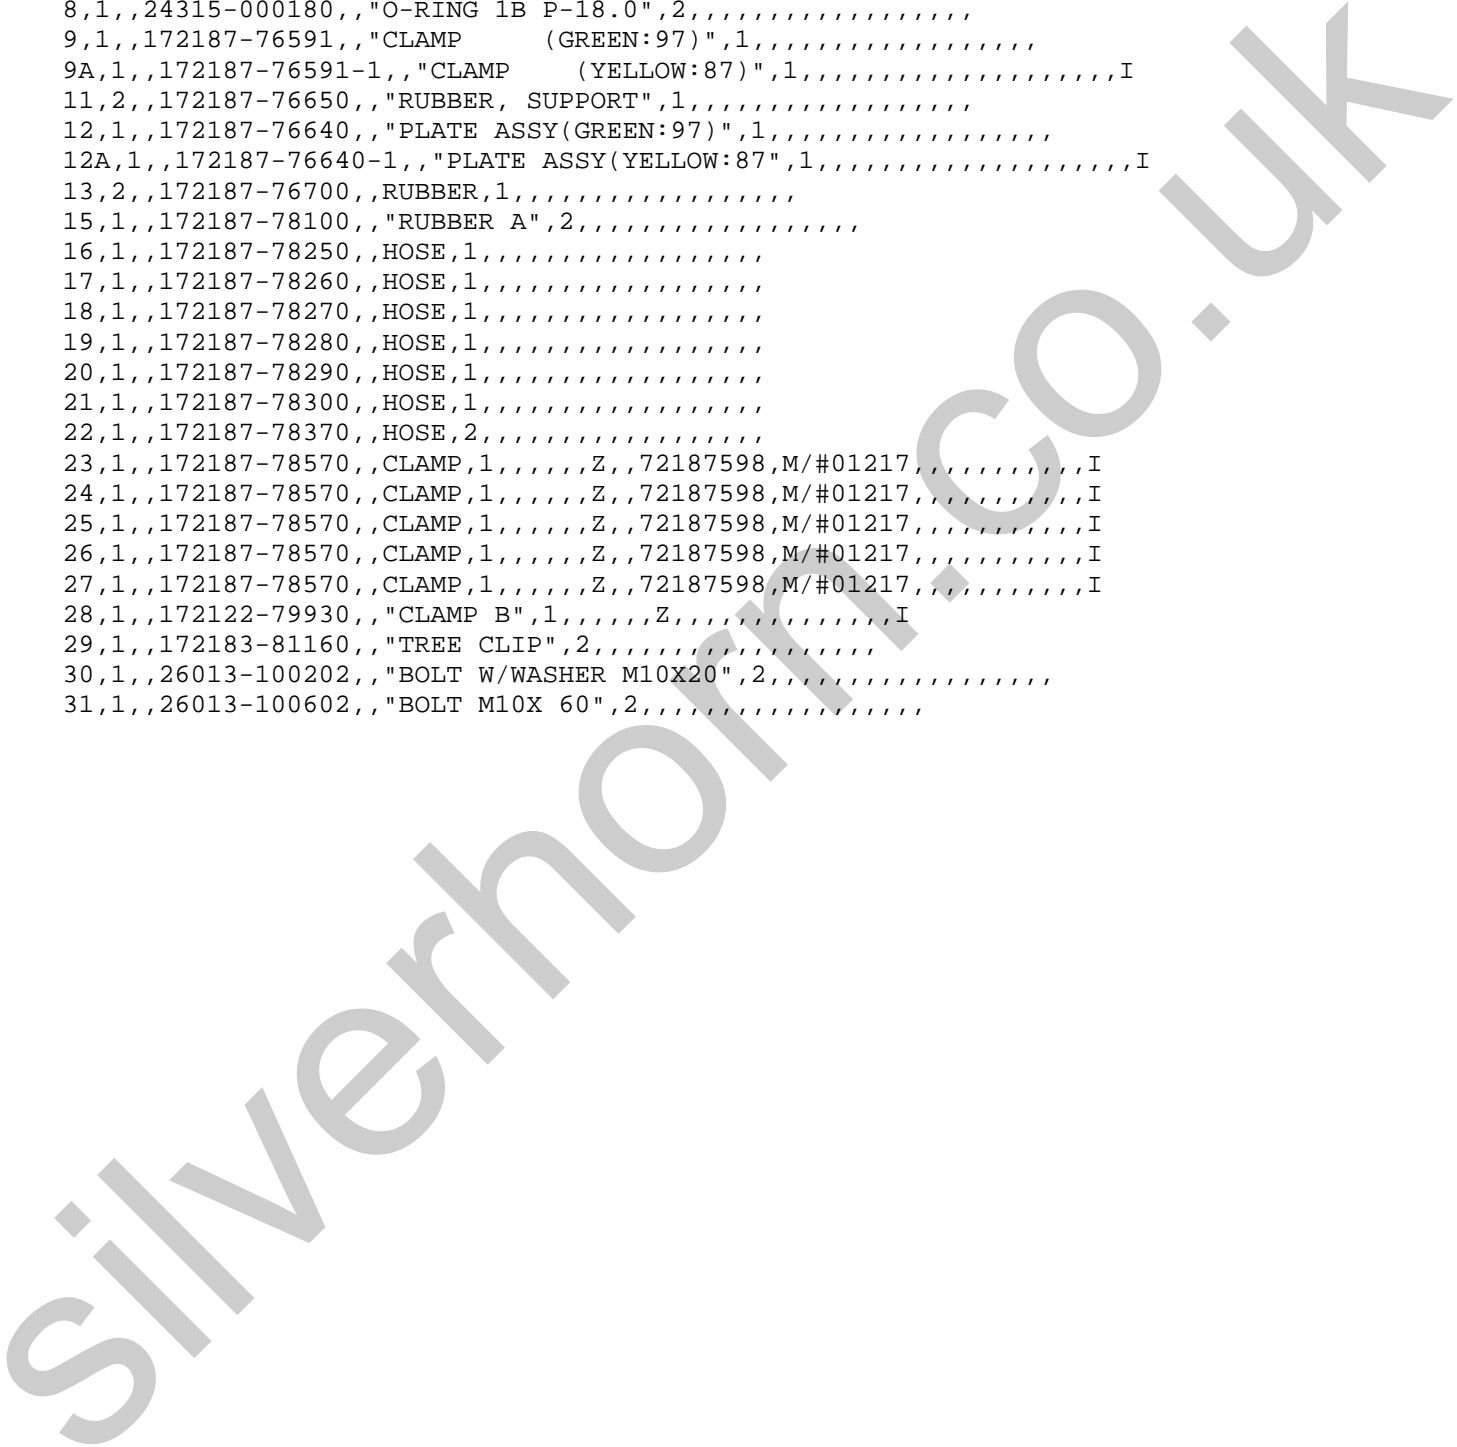 8,1,,24315-000180,,"O-RING 1B P-18.0",2,,,,,,,,,,,,,,,,,,
9,1,,172187-76591,,"CLAMP     (GREEN:97)",1,,,,,,,,,,,,,,,,,,
9A,1,,172187-76591-1,,"CLAMP     (YELLOW:87)",1,,,,,,,,,,,,,,,,,,,,I
11,2,,172187-76650,,"RUBBER, SUPPORT",1,,,,,,,,,,,,,,,,,,
12,1,,172187-76640,,"PLATE ASSY(GREEN:97)",1,,,,,,,,,,,,,,,,,,
12A,1,,172187-76640-1,,"PLATE ASSY(YELLOW:87",1,,,,,,,,,,,,,,,,,,,,I
13,2,,172187-76700,,RUBBER,1,,,,,,,,,,,,,,,,,,
15,1,,172187-78100,,"RUBBER A",2,,,,,,,,,,,,,,,,,,
16,1,,172187-78250,,HOSE,1,,,,,,,,,,,,,,,,,,
17,1,,172187-78260,,HOSE,1,,,,,,,,,,,,,,,,,,
18,1,,172187-78270,,HOSE,1,,,,,,,,,,,,,,,,,,
19,1,,172187-78280,,HOSE,1,,,,,,,,,,,,,,,,,,
20,1,,172187-78290,,HOSE,1,,,,,,,,,,,,,,,,,,
21,1,,172187-78300,,HOSE,1,,,,,,,,,,,,,,,,,,
22,1,,172187-78370,,HOSE,2,,,,,,,,,,,,,,,,,,
23,1,,172187-78570,,CLAMP,1,,,,,,Z,,72187598,M/#01217,,,,,,,,,,,I
24,1,,172187-78570,,CLAMP,1,,,,,,Z,,72187598,M/#01217,,,,,,,,,,,I
25,1,,172187-78570,,CLAMP,1,,,,,,Z,,72187598,M/#01217,,,,,,,,,,,I
26,1,,172187-78570,,CLAMP,1,,,,,,Z,,72187598,M/#01217,,,,,,,,,,,I
27,1,,172187-78570,,CLAMP,1,,,,,,Z,,72187598,M/#01217,,,,,,,,,,,I
28,1,,172122-79930,,"CLAMP B",1,,,,,,Z,,,,,,,,,,,,,,I
29,1,,172183-81160,,"TREE CLIP",2,,,,,,,,,,,,,,,,,,
30,1,,26013-100202,,"BOLT W/WASHER M10X20",2,,,,,,,,,,,,,,,,,,
31,1,,26013-100602,,"BOLT M10X 60",2,,,,,,,,,,,,,,,,,,
silverhorn.co.uk